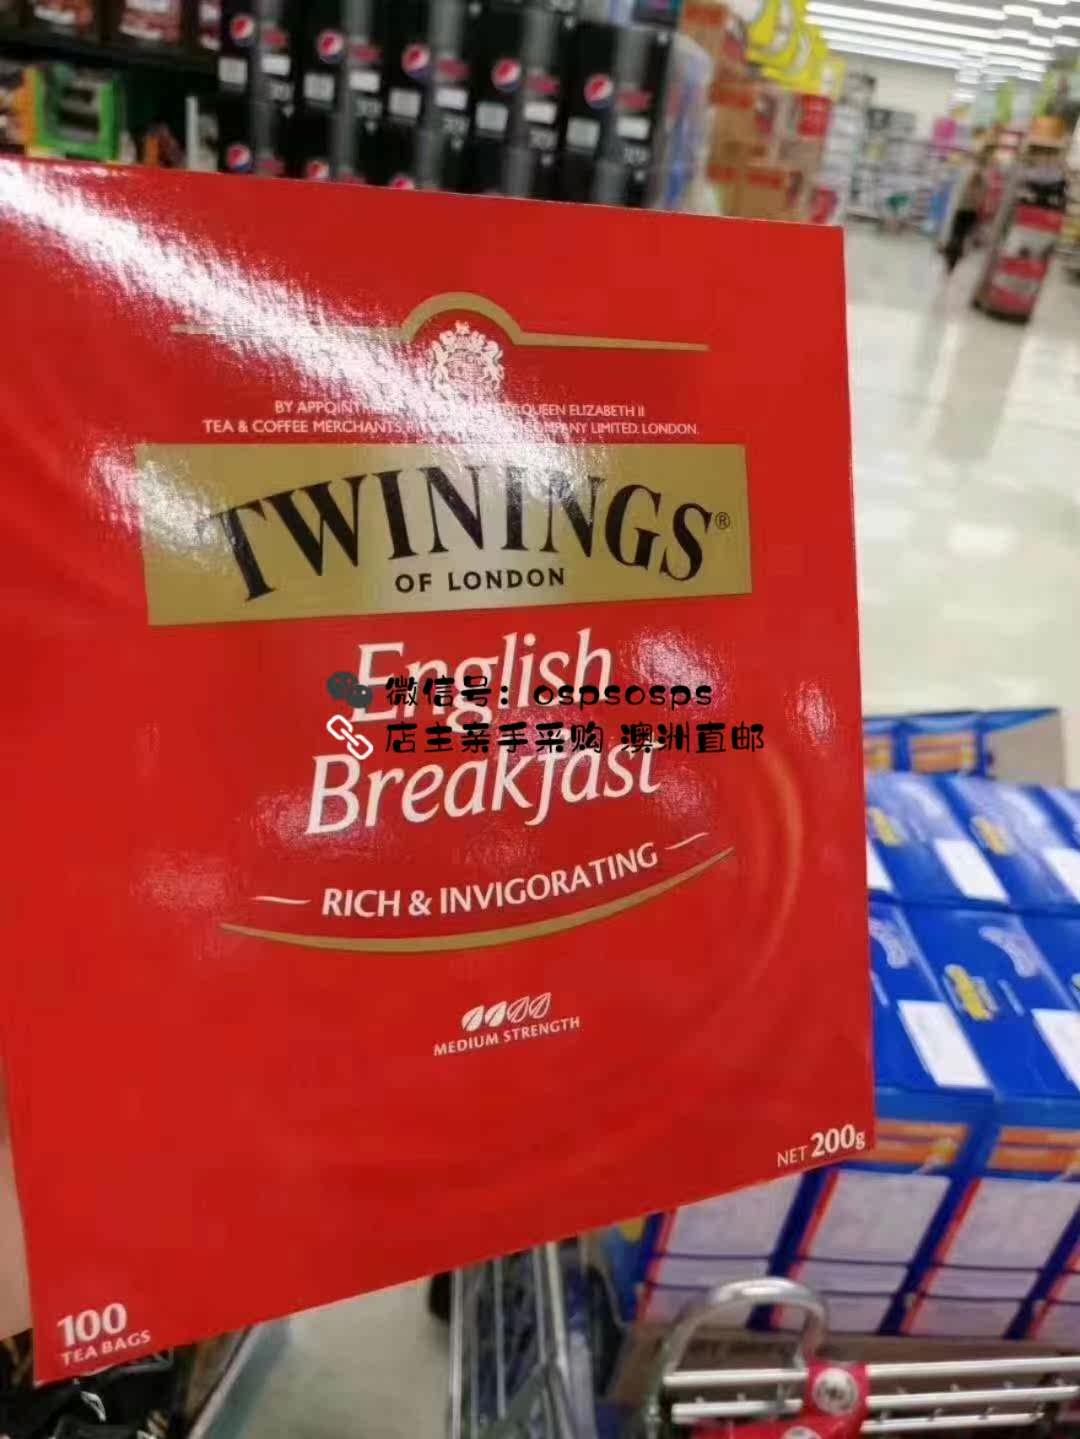 BY APPOINTMENT QUEEN ELIZABETH II
TEA & COFFEE MERCHANTS COMPANY LIMITED. LONDON.
TWININGS®
OF LONDON
English
微信号：ospsosps
店主亲手采购 澳洲直邮
Breakfast
RICH & INVIGORATING
MEDIUM STRENGTH
NET 200g
100
TEA BAGS